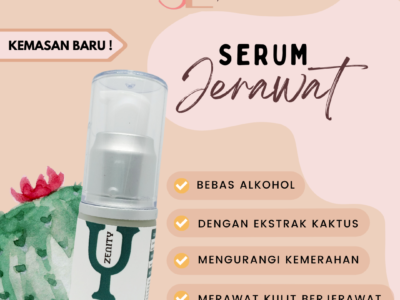 KEMASAN BARU !
SERUM
Jerawat
ZENITY
BEBAS ALKOHOL
DENGAN EKSTRAK KAKTUS
MENGURANGI KEMERAHAN
MERAWAT KULIT BERJERAWAT